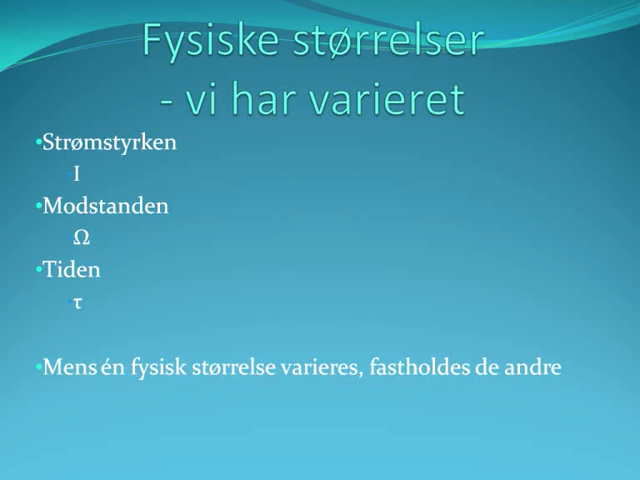 Fysiske størrelser
- vi har varieret
•Strømstyrken
•I
•Modstanden
Ω
•Tiden
•τ
•Mens én fysisk størrelse varieres, fastholdes de andre